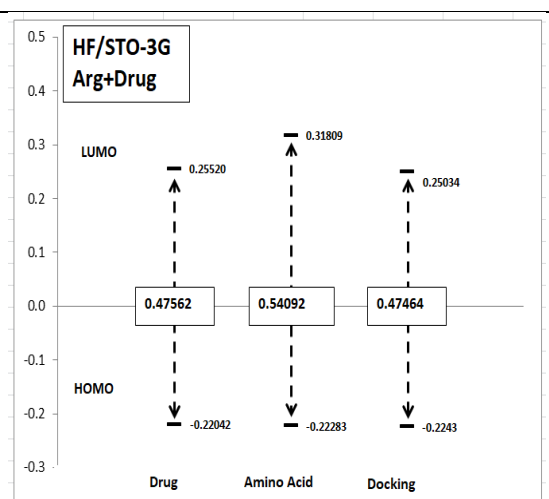 0.5
HF/STO-3G
Arg+Drug
0.4
0.3
LUMO
0.31809
0.25520
0.25034
0.2
0.1
0.0
0.47562
0.54092
0.47464
-0.1
HOMO
-0.2
-0.22042
-0.22283
-0.2243
-0.3
Drug
Amino Acid
Docking